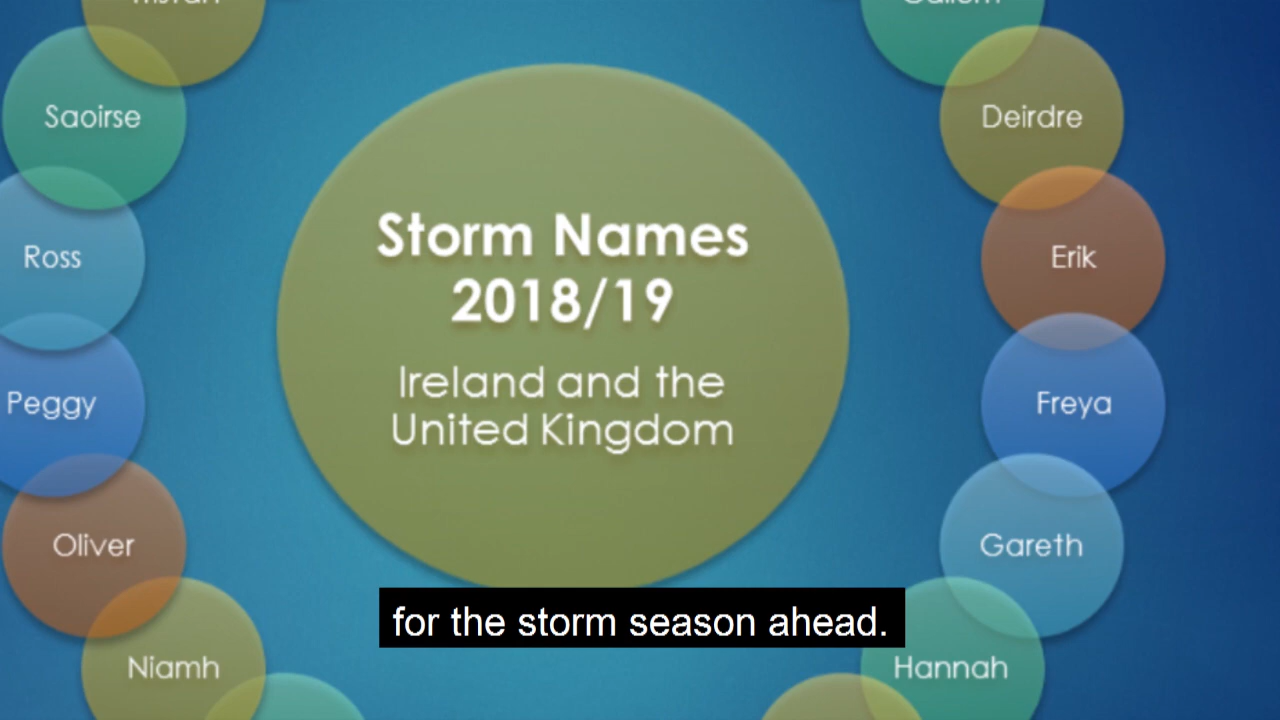 Saoirse
Ross
Peggy
Oliver
Niamh
Storm Names
2018/19
Ireland and the
United Kingdom
for the storm season ahead.
Deirdre
Erik
Freya
Gareth
Hannah